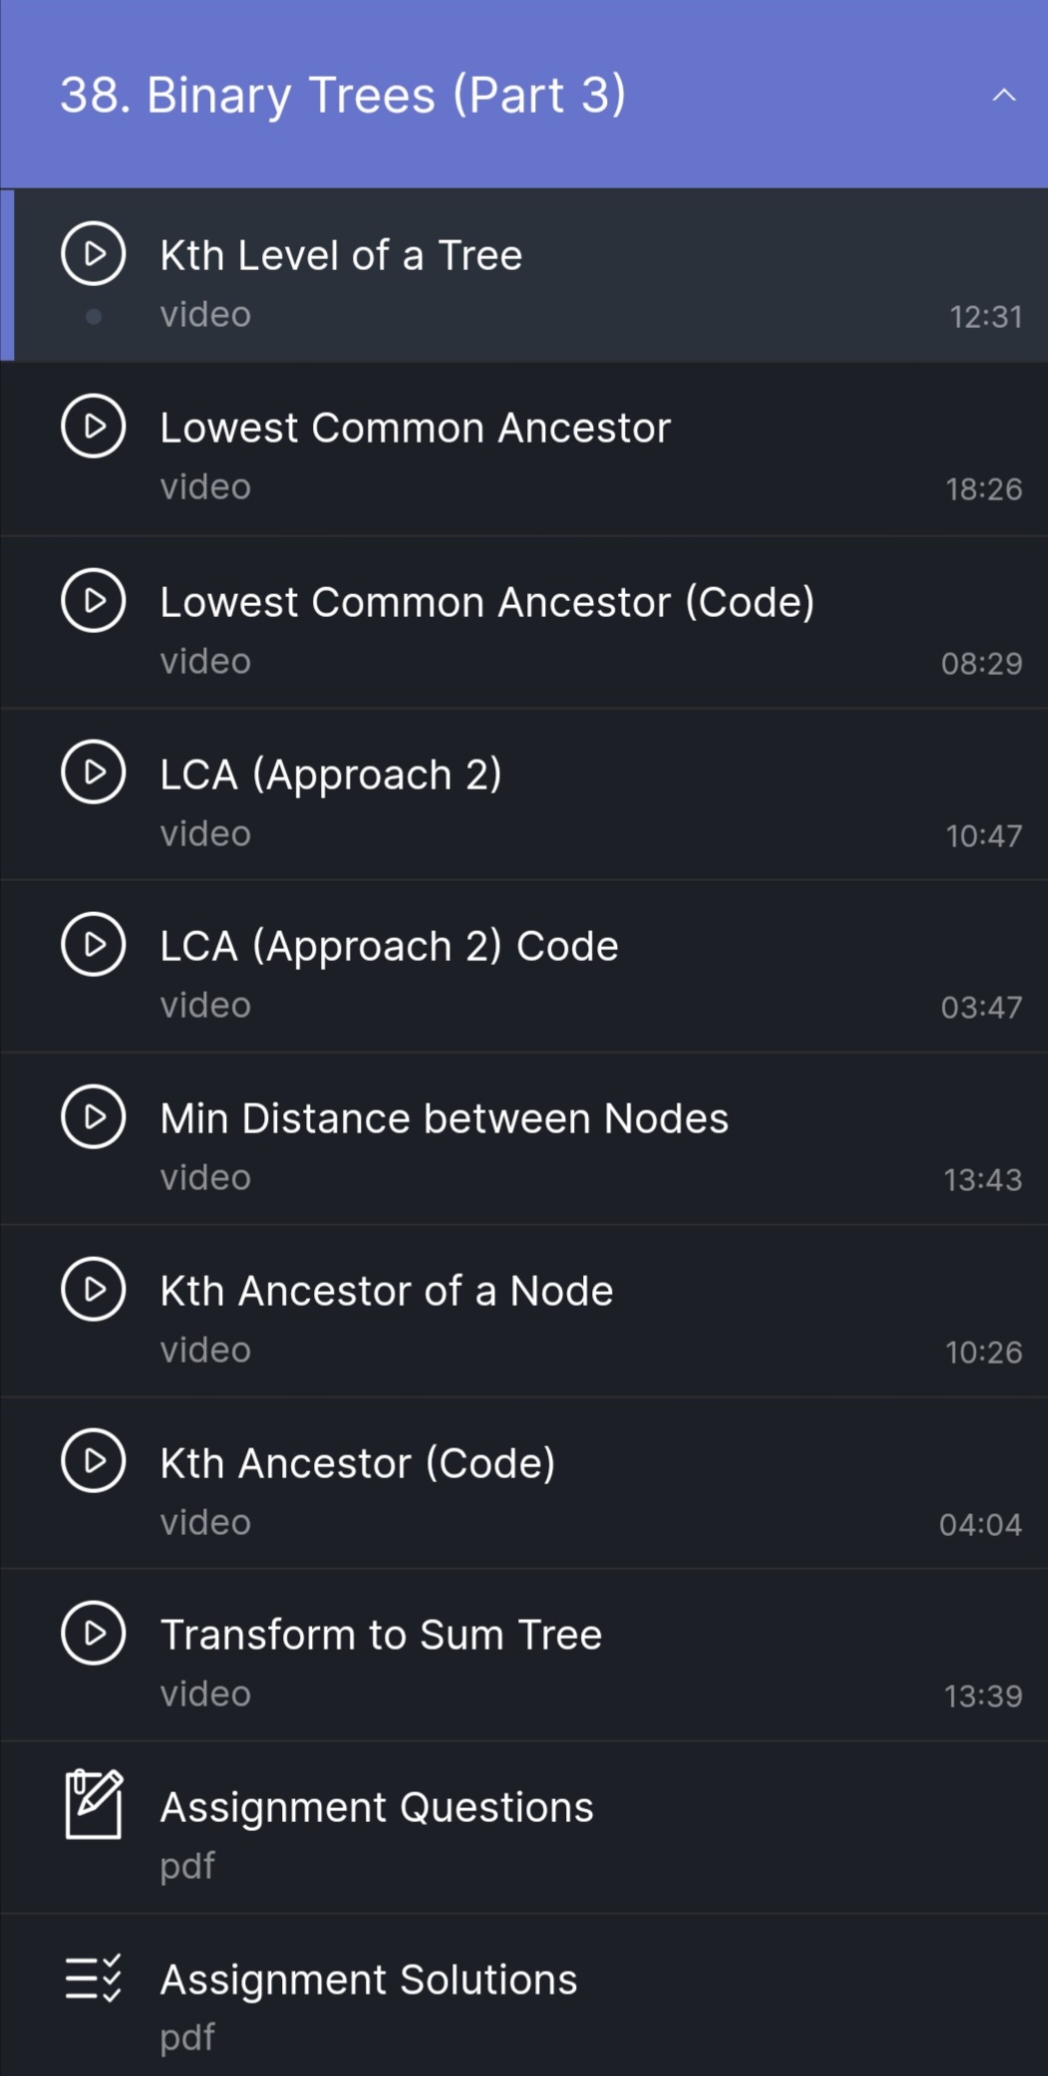 38. Binary Trees (Part 3)
Kth Level of a Tree
video 12:31
Lowest Common Ancestor
video 18:26
Lowest Common Ancestor (Code)
video 08:29
LCA (Approach 2)
video 10:47
LCA (Approach 2) Code
video 03:47
Min Distance between Nodes
video 13:43
Kth Ancestor of a Node
video 10:26
Kth Ancestor (Code)
video 04:04
Transform to Sum Tree
video 13:39
Assignment Questions
pdf
Assignment Solutions
pdf